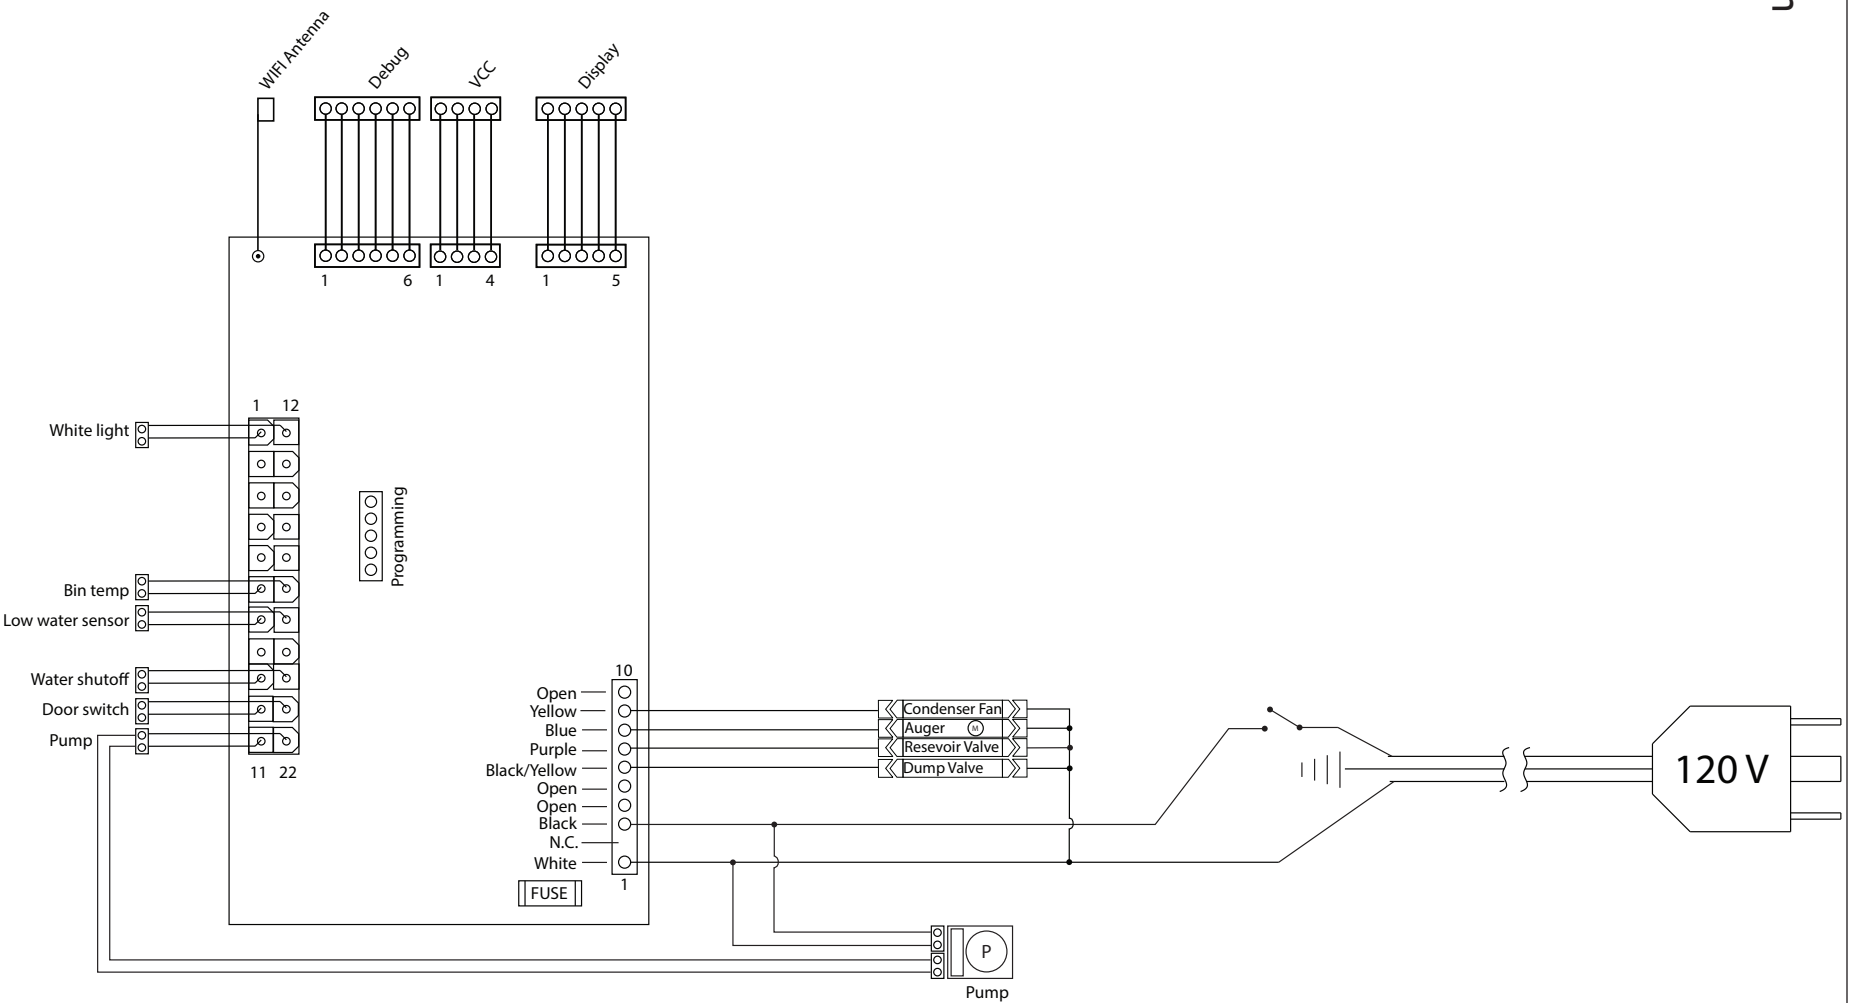 WIFI Antenna
Debug
VCC
Display
1 6 1 4 1 5
1 12
White light
Programming
Bin temp
Low water sensor
Water shutoff
Door switch
Pump
11 22
10
Open
Yellow
Blue
Purple
Black/Yellow
Open
Open
Black
N.C.
White
1
FUSE
Condenser Fan
Auger M
Resevoir Valve
Dump Valve
120 V
P
Pump